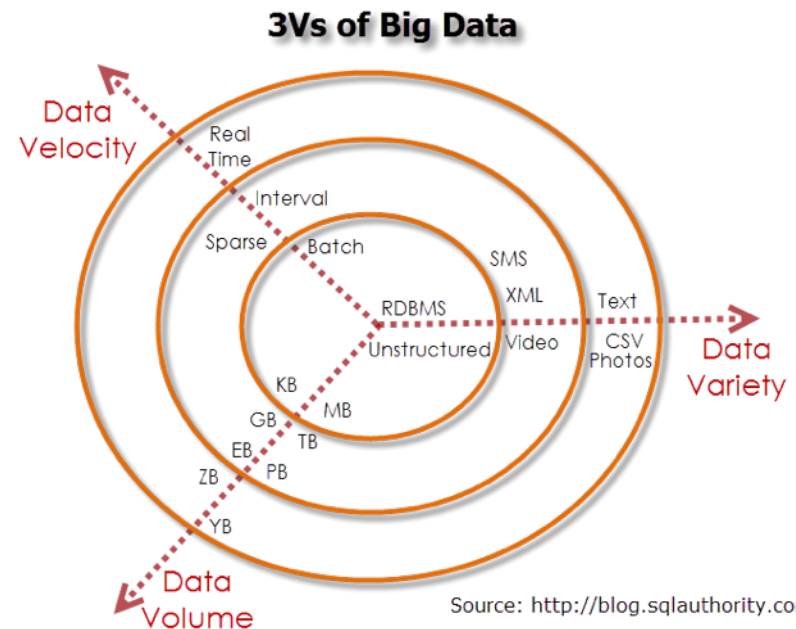 3Vs of Big Data
Data
Velocity
Real
Time
Interval
Sparse
Batch
SMS
XML
RDBMS
Text
Unstructured
Video
CSV
Photos
Data
Variety
KB
MB
GB
TB
EB
PB
ZB
YB
Data
Volume
Source: http://blog.sqlauthority.co